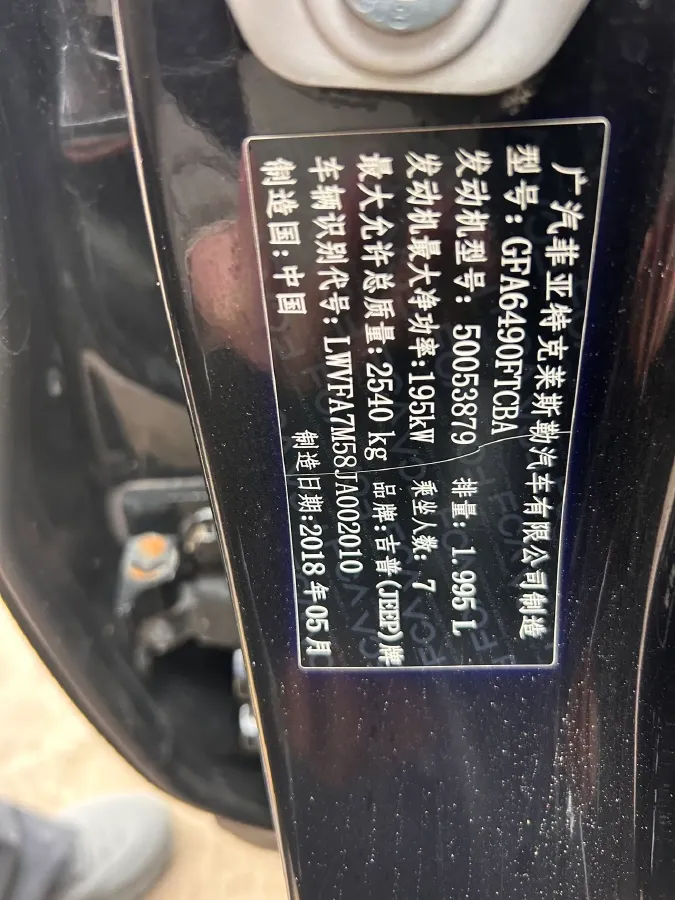 广汽菲亚特克莱斯勒汽车有限公司制造
型号：GFA6490FTCBA
发动机型号：50053879 排量：1.995 L
发动机最大净功率：195kW 乘坐人数：7
最大允许总质量：2540 kg 品牌：吉普(JEEP)牌
车辆识别代号：LWVFA7M58JA002010
制造国：中国 制造日期：2018年05月